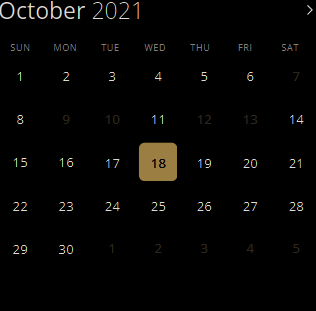 October 2021
SUN MON TUE WED THU FRI SAT
1 2 3 4 5 6 7
8 9 10 11 12 13 14
15 16 17 18 19 20 21
22 23 24 25 26 27 28
29 30 1 2 3 4 5